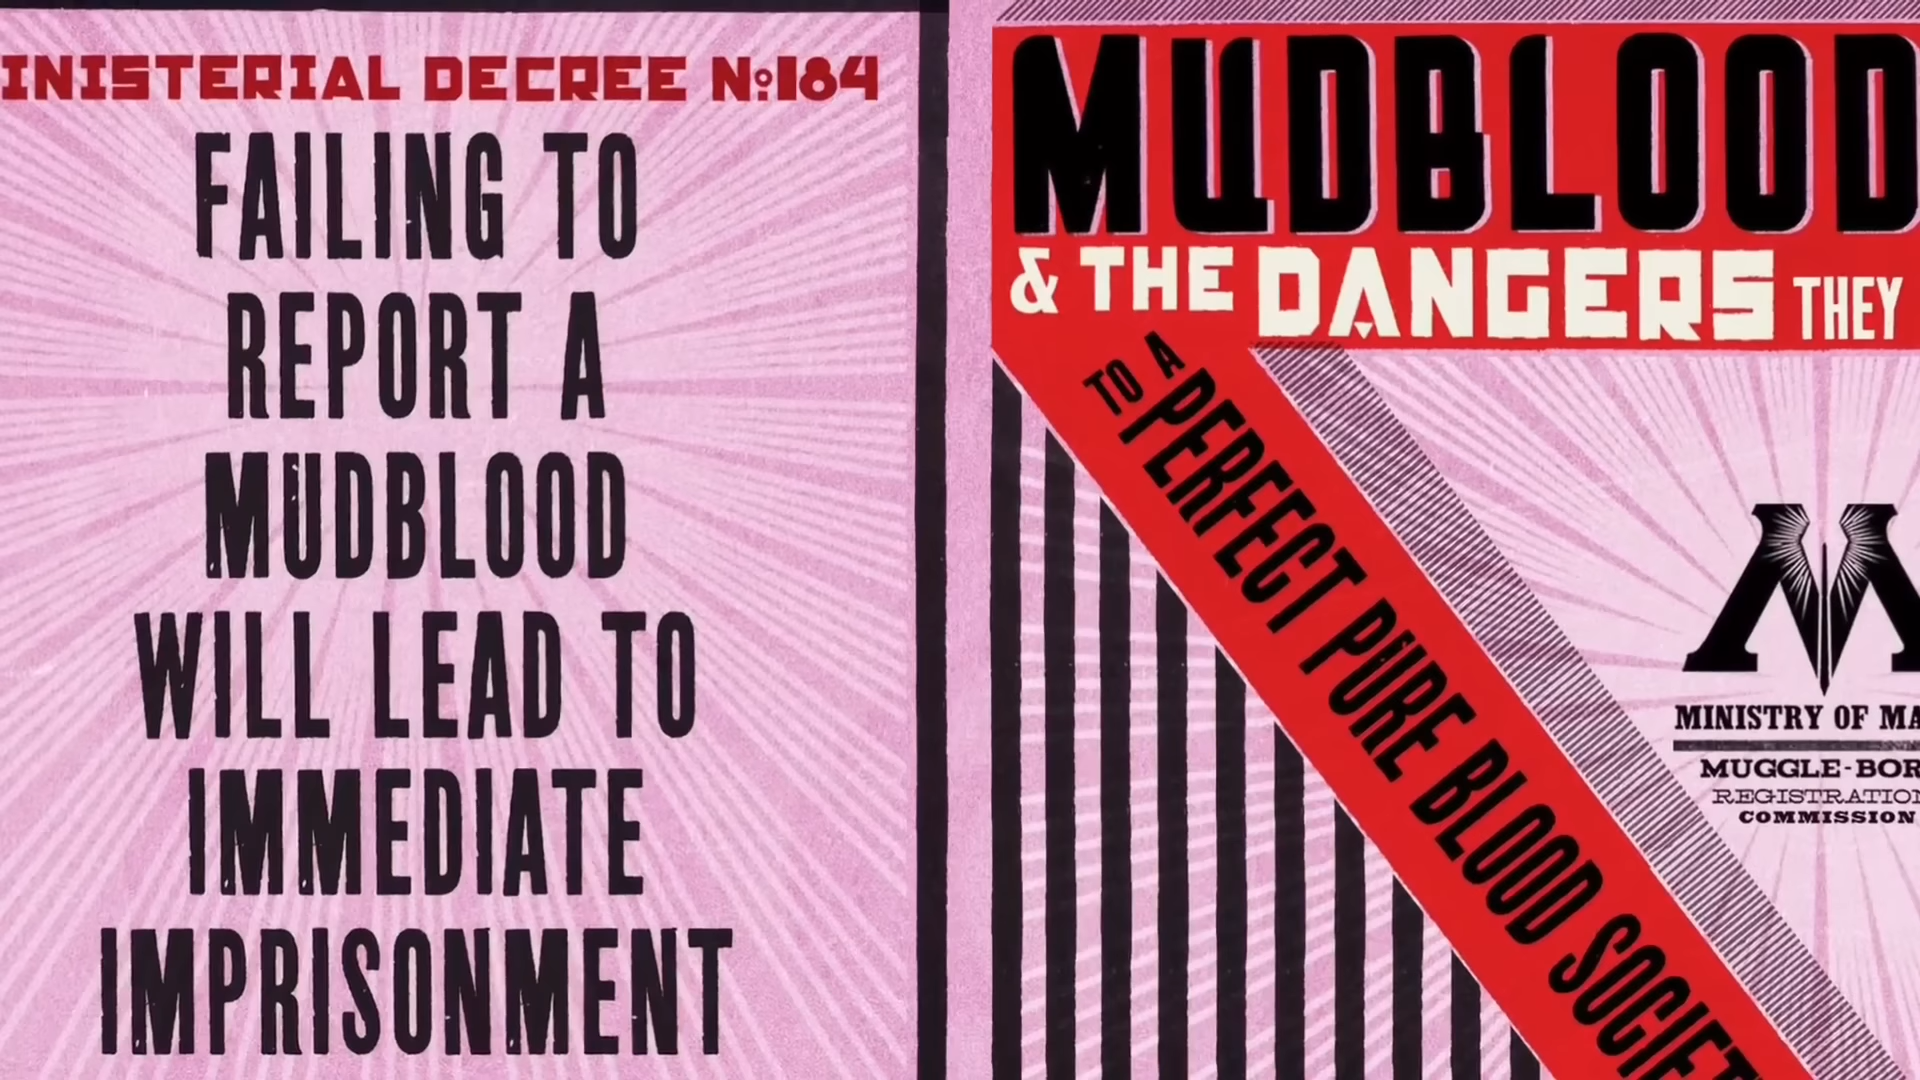 INISTERIAL DECREE Nº184
FAILING TO
REPORT A
MUDBLOOD
WILL LEAD TO
IMMEDIATE
IMPRISONMENT
MUDBLOOD
& THE DANGERS THEY
TO A
PERFECT PURE BLOOD SOCIET
MINISTRY OF MA
MUGGLE-BOR
REGISTRATION
COMMISSION